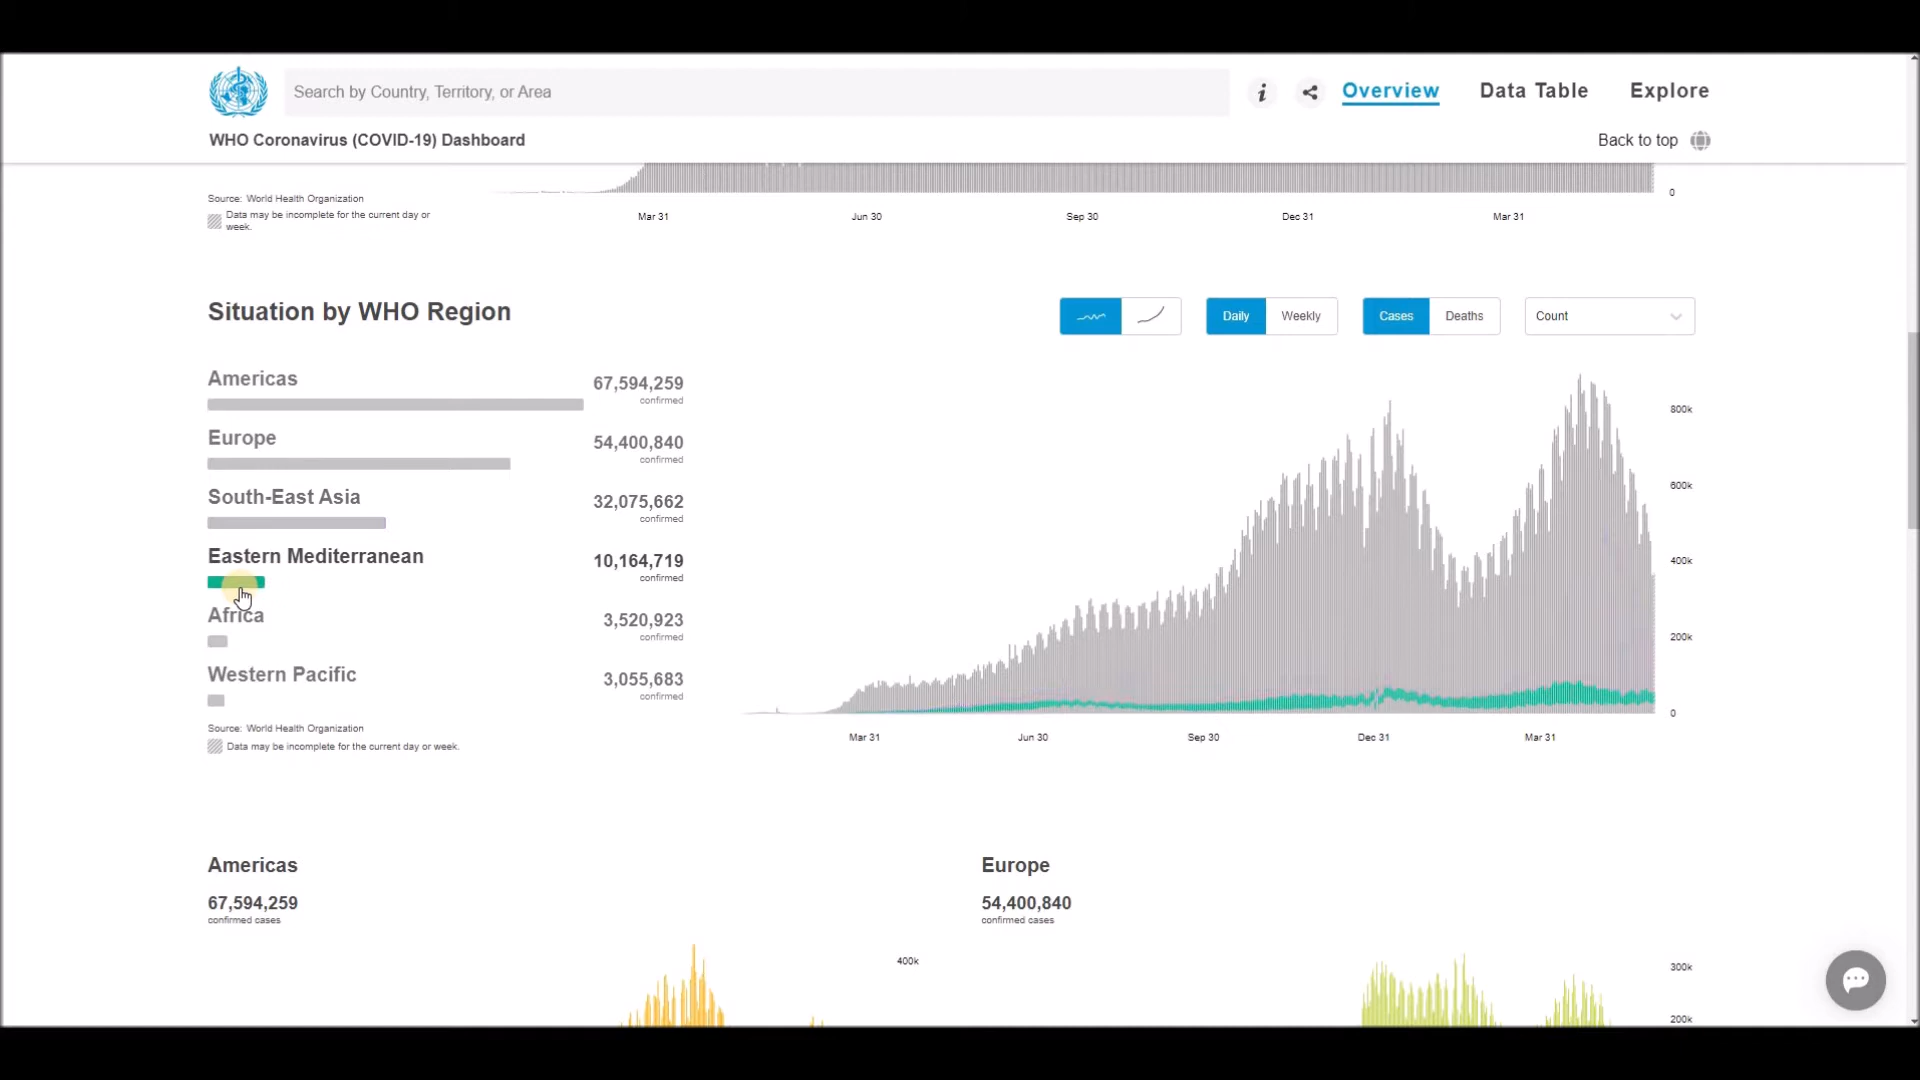 Search by Country, Territory, or Area
i
Overview
Data Table
Explore
WHO Coronavirus (COVID-19) Dashboard
Back to top
0
Source: World Health Organization
Data may be incomplete for the current day or
week.
Mar 31
Jun 30
Sep 30
Dec 31
Mar 31
Situation by WHO Region
Daily
Weekly
Cases
Deaths
Count
Americas
67,594,259
confirmed
Europe
54,400,840
confirmed
South-East Asia
32,075,662
confirmed
Eastern Mediterranean
10,164,719
confirmed
Africa
3,520,923
confirmed
Western Pacific
3,055,683
confirmed
Source: World Health Organization
Data may be incomplete for the current day or week.
800k
600k
400k
200k
0
Mar 31
Jun 30
Sep 30
Dec 31
Mar 31
Americas
67,594,259
confirmed cases
400k
Europe
54,400,840
confirmed cases
300k
200k